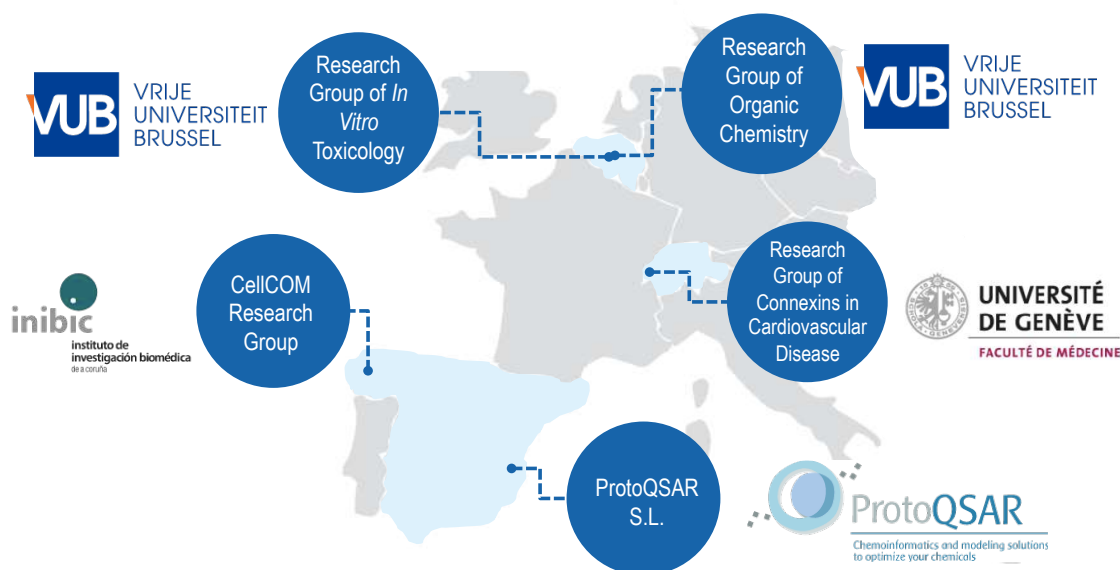 VUB
VRIJE
UNIVERSITEIT
BRUSSEL
Research
Group of In
Vitro
Toxicology
Research
Group of
Organic
Chemistry
VUB
VRIJE
UNIVERSITEIT
BRUSSEL
inibic
instituto de
investigación biomédica
de a coruña
CellCOM
Research
Group
Research
Group of
Connexins in
Cardiovascular
Disease
UNIVERSITÉ
DE GENÈVE
FACULTÉ DE MÉDECINE
ProtoQSAR
S.L.
ProtoQSAR
Chemoinformatics and modeling solutions
to optimize your chemicals